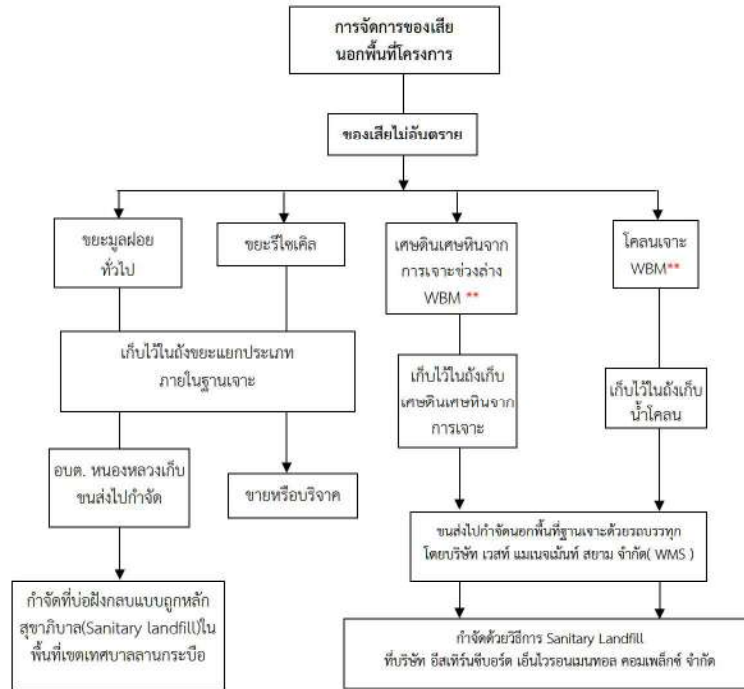 การจัดการของเสีย
นอกพื้นที่โครงการ
ของเสียไม่อันตราย
ขยะมูลฝอย
ทั่วไป
ขยะรีไซเคิล
เศษดินเศษหินจาก
การเจาะช่วงล่าง
WBM **
โคลนเจาะ
WBM**
เก็บไว้ในถังขยะแยกประเภท
ภายในฐานเจาะ
เก็บไว้ในถังเก็บ
เศษดินเศษหินจาก
การเจาะ
เก็บไว้ในถังเก็บ
น้ำโคลน
อบต. หนองหลวงเก็บ
ขนส่งไปกำจัด
ขายหรือบริจาค
ขนส่งไปกำจัดนอกพื้นที่ฐานเจาะด้วยรถบรรทุก
โดยบริษัท เวสท์ แมเนจเม้นท์ สยาม จำกัด( WMS )
กำจัดที่บ่อฝังกลบแบบถูกหลัก
สุขาภิบาล(Sanitary landfill)ใน
พื้นที่เขตเทศบาลลานกระบือ
กำจัดด้วยวิธีการ Sanitary Landfill
ที่บริษัท อีสเทิร์นซีบอร์ด เอ็นไวรอนเมนทอล คอมเพล็กซ์ จำกัด